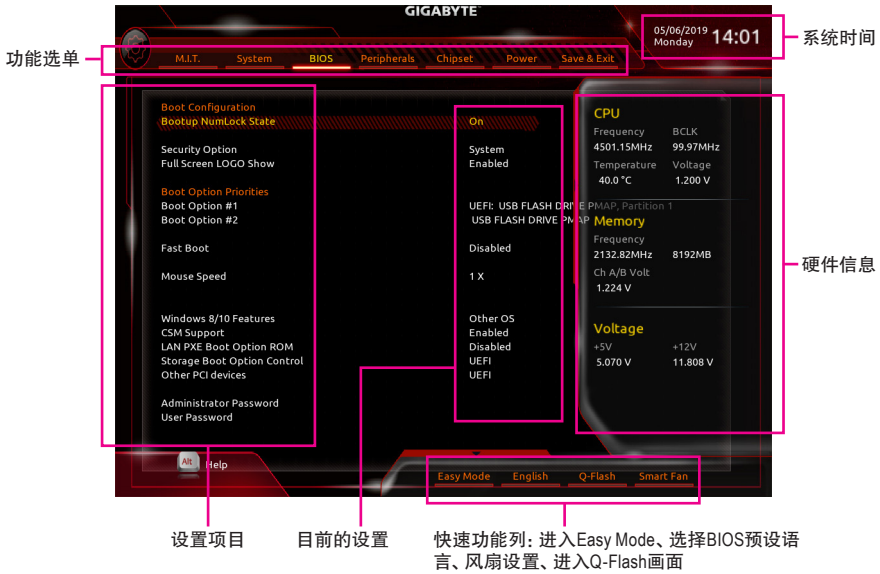 GIGABYTE
05/06/2019
Monday
14:01
系统时间
功能选单
M.I.T. System BIOS Peripherals Chipset Power Save & Exit
Boot Configuration
Bootup NumLock State On
Security Option System
Full Screen LOGO Show Enabled
Boot Option Priorities
Boot Option #1 UEFI: USB FLASH DRIVE PMAP, Partition 1
Boot Option #2 USB FLASH DRIVE PMAP
Fast Boot Disabled
Mouse Speed 1 X
Windows 8/10 Features Other OS
CSM Support Enabled
LAN PXE Boot Option ROM Disabled
Storage Boot Option Control UEFI
Other PCI devices UEFI
Administrator Password
User Password
CPU
Frequency BCLK
4501.15MHz 99.97MHz
Temperature Voltage
40.0 °C 1.200 V
Memory
Frequency
2132.82MHz 8192MB
Ch A/B Volt
1.224 V
Voltage
+5V +12V
5.070 V 11.808 V
硬件信息
Alt Help
Easy Mode English Q-Flash Smart Fan
设置项目
目前的设置
快速功能列: 进入Easy Mode、选择BIOS预设语
言、风扇设置、进入Q-Flash画面